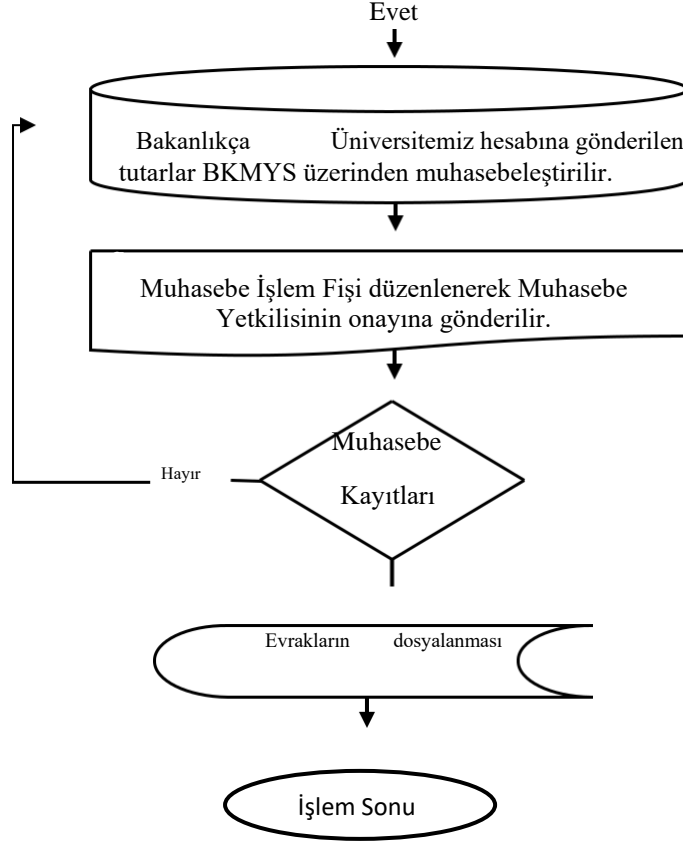 Evet
Bakanlıkça Üniversitemiz hesabına gönderilen
tutarlar BKMYS üzerinden muhasebeleştirilir.
Muhasebe İşlem Fişi düzenlenerek Muhasebe
Yetkilisinin onayına gönderilir.
Muhasebe
Hayır
Kayıtları
Evrakların dosyalanması
İşlem Sonu